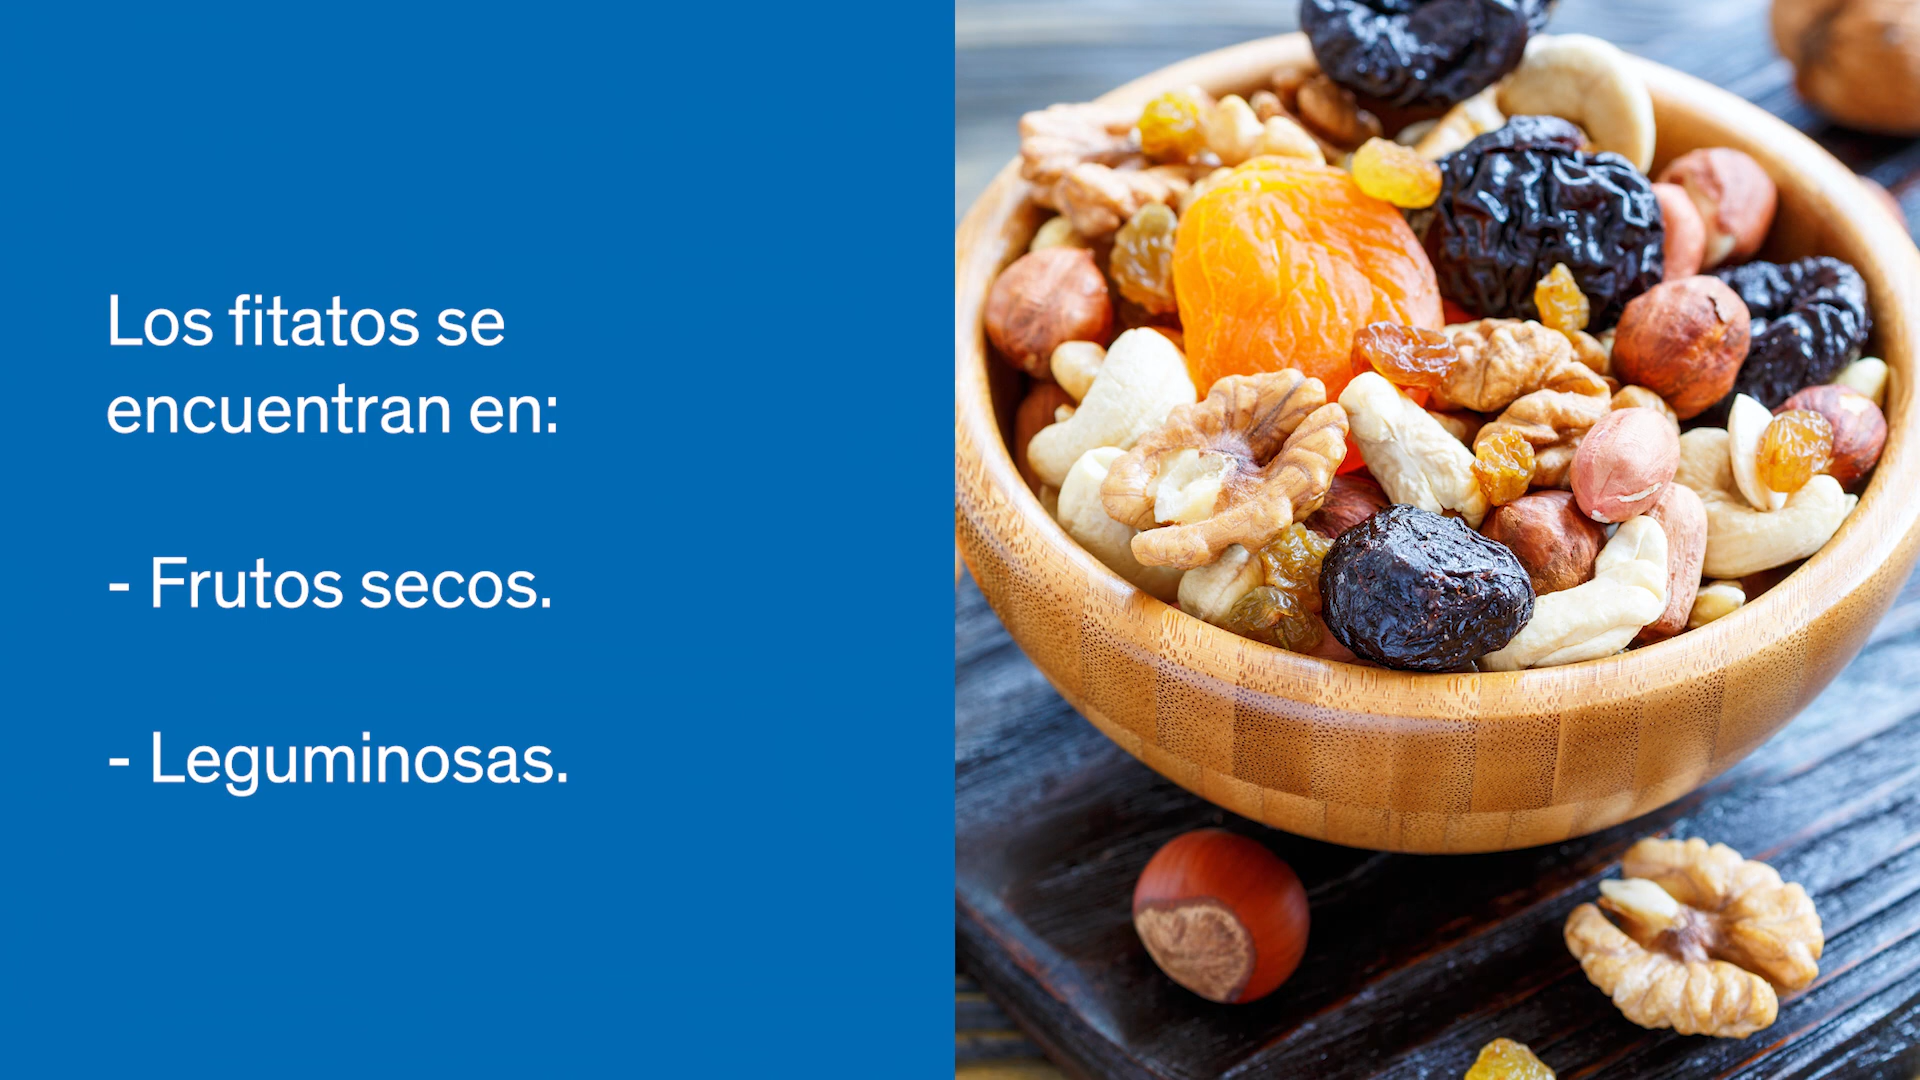 Los fitatos se
encuentran en:
- Frutos secos.
- Leguminosas.